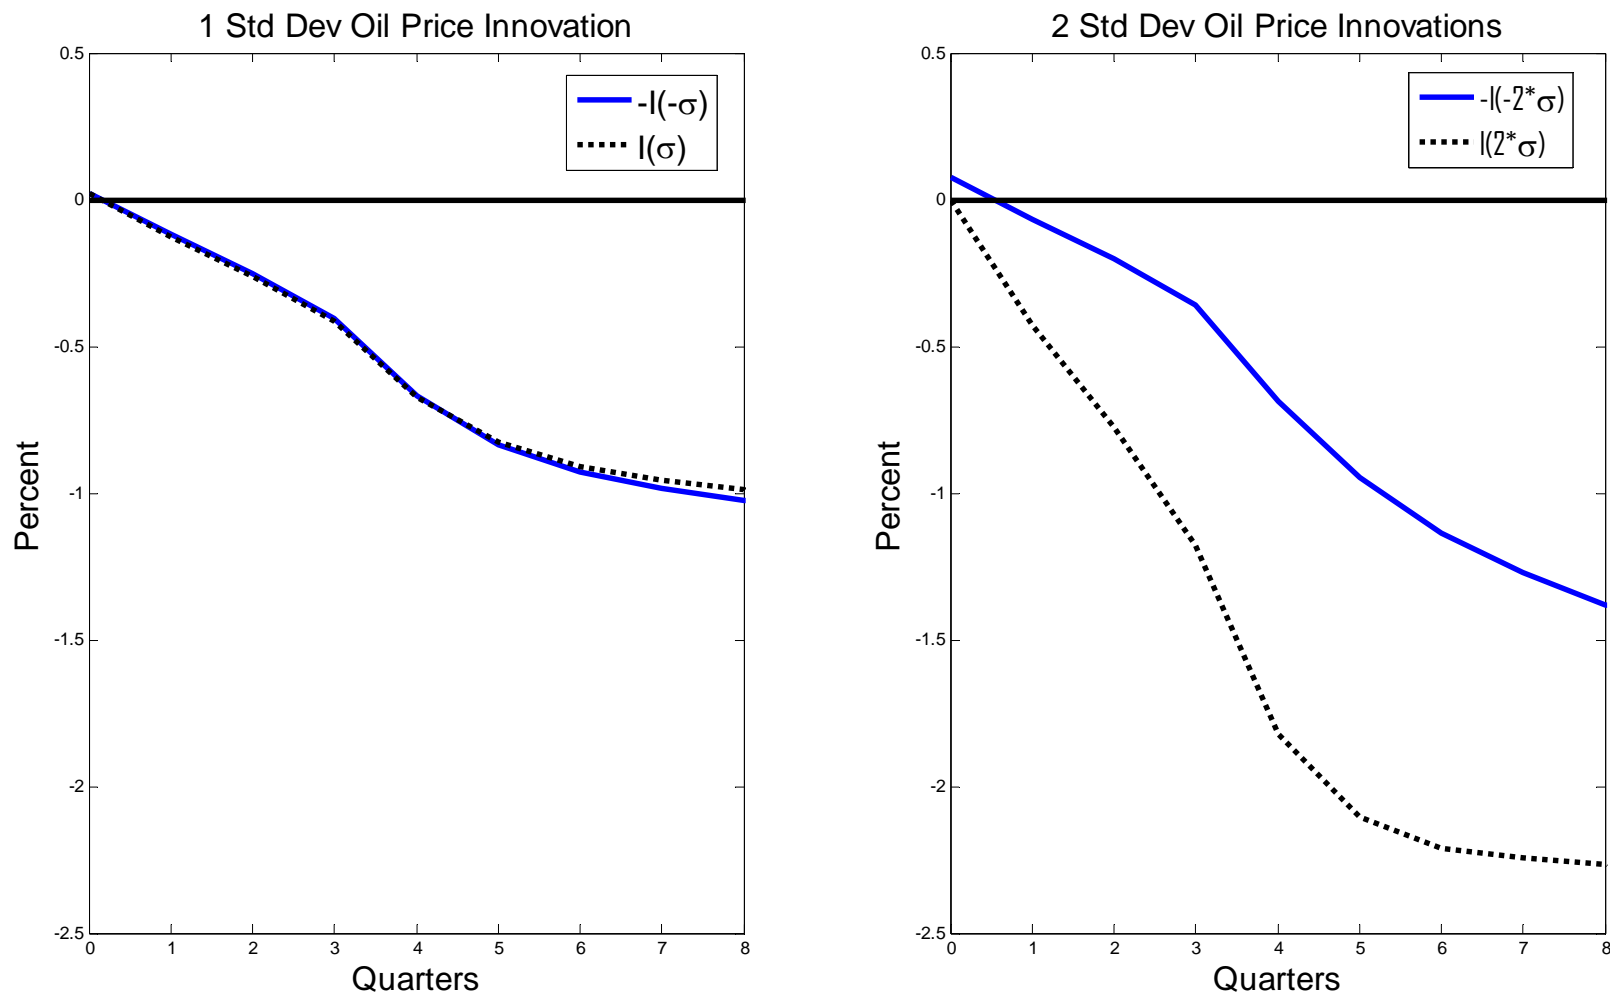 1 Std Dev Oil Price Innovation
-I(-σ)
I(σ)
0.5
0
-0.5
-1
-1.5
-2
-2.5
Percent
0 1 2 3 4 5 6 7 8
Quarters
2 Std Dev Oil Price Innovations
-I(-2*σ)
I(2*σ)
0.5
0
-0.5
-1
-1.5
-2
-2.5
Percent
0 1 2 3 4 5 6 7 8
Quarters